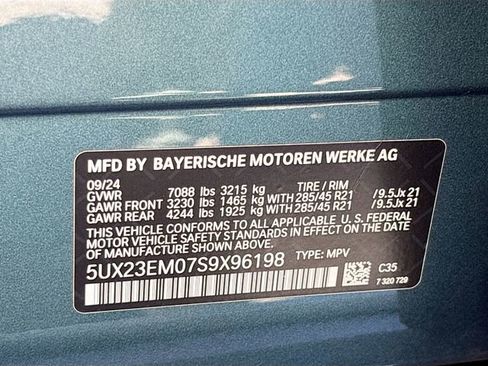 MFD BY BAYERISCHE MOTOREN WERKE AG
09/24
GVWR 7088 lbs 3215 kg TIRE / RIM
GAWR FRONT 3230 lbs 1465 kg WITH 285/45 R21 /9.5Jx 21
GAWR REAR 4244 lbs 1925 kg WITH 285/45 R21 /9.5Jx 21
THIS VEHICLE CONFORMS TO ALL APPLICABLE U.S. FEDERAL
MOTOR VEHICLE SAFETY STANDARDS IN EFFECT ON THE DATE
OF MANUFACTURE SHOWN ABOVE.
5UX23EM07S9X96198 TYPE: MPV
C35
7 320 729